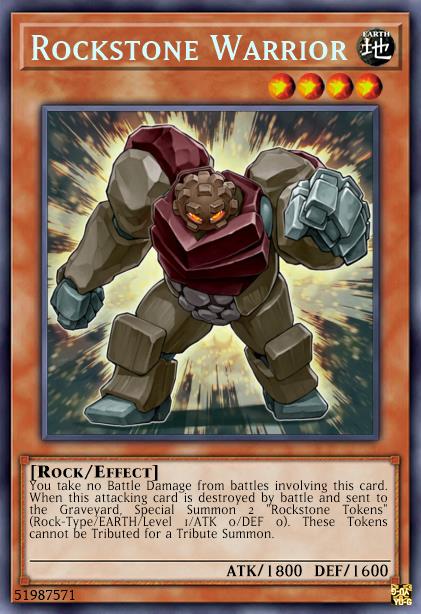 Rockstone Warrior
EARTH
地
[Rock/Effect]
You take no Battle Damage from battles involving this card.
When this attacking card is destroyed by battle and sent to
the Graveyard, Special Summon 2 "Rockstone Tokens"
(Rock-Type/EARTH/Level 1/ATK 0/DEF 0). These Tokens
cannot be Tributed for a Tribute Summon.
ATK/1800 DEF/1600
51987571